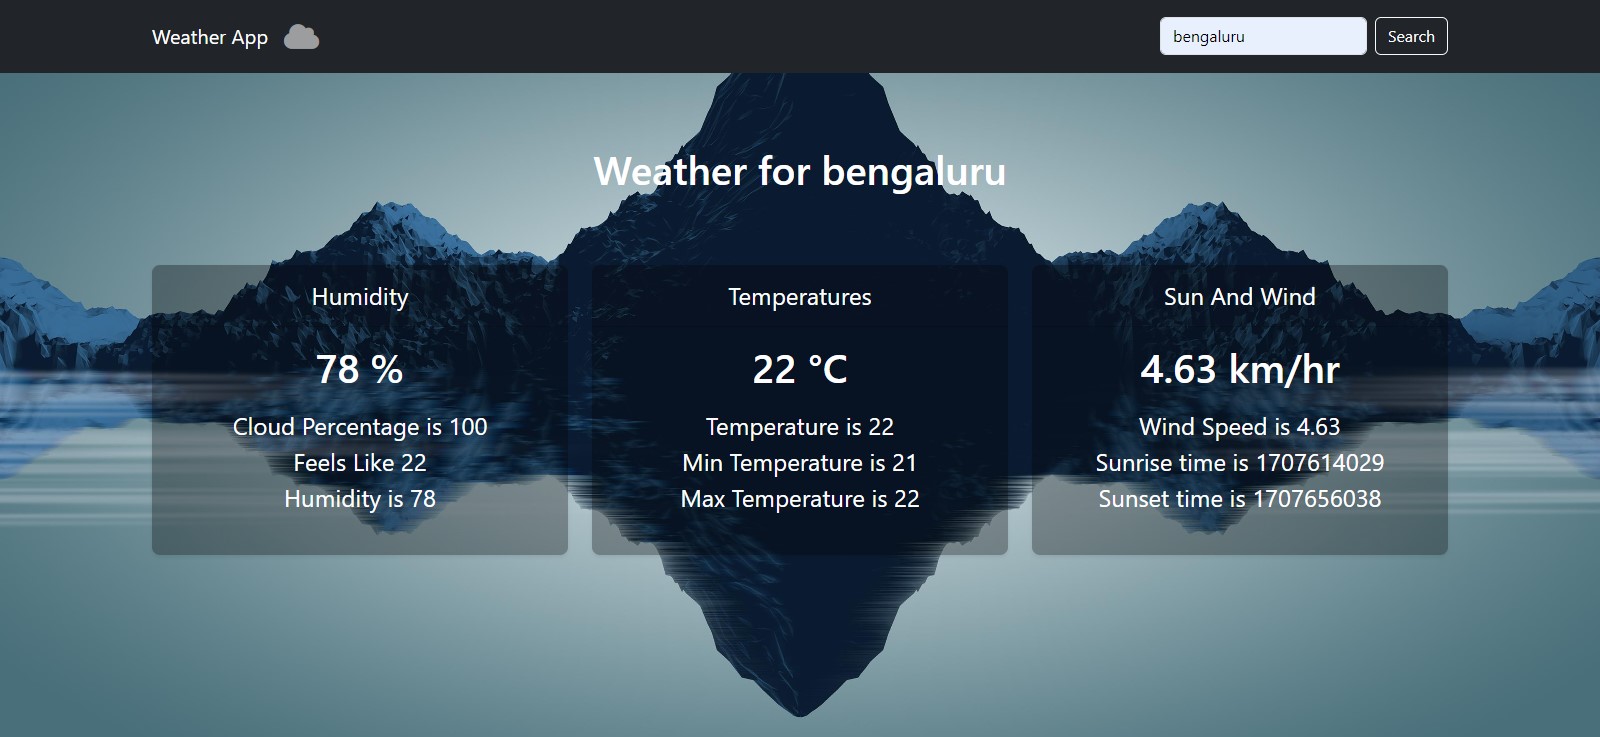 Weather App
bengaluru
Search
Weather for bengaluru
Humidity
78 %
Cloud Percentage is 100
Feels Like 22
Humidity is 78
Temperatures
22 °C
Temperature is 22
Min Temperature is 21
Max Temperature is 22
Sun And Wind
4.63 km/hr
Wind Speed is 4.63
Sunrise time is 1707614029
Sunset time is 1707656038